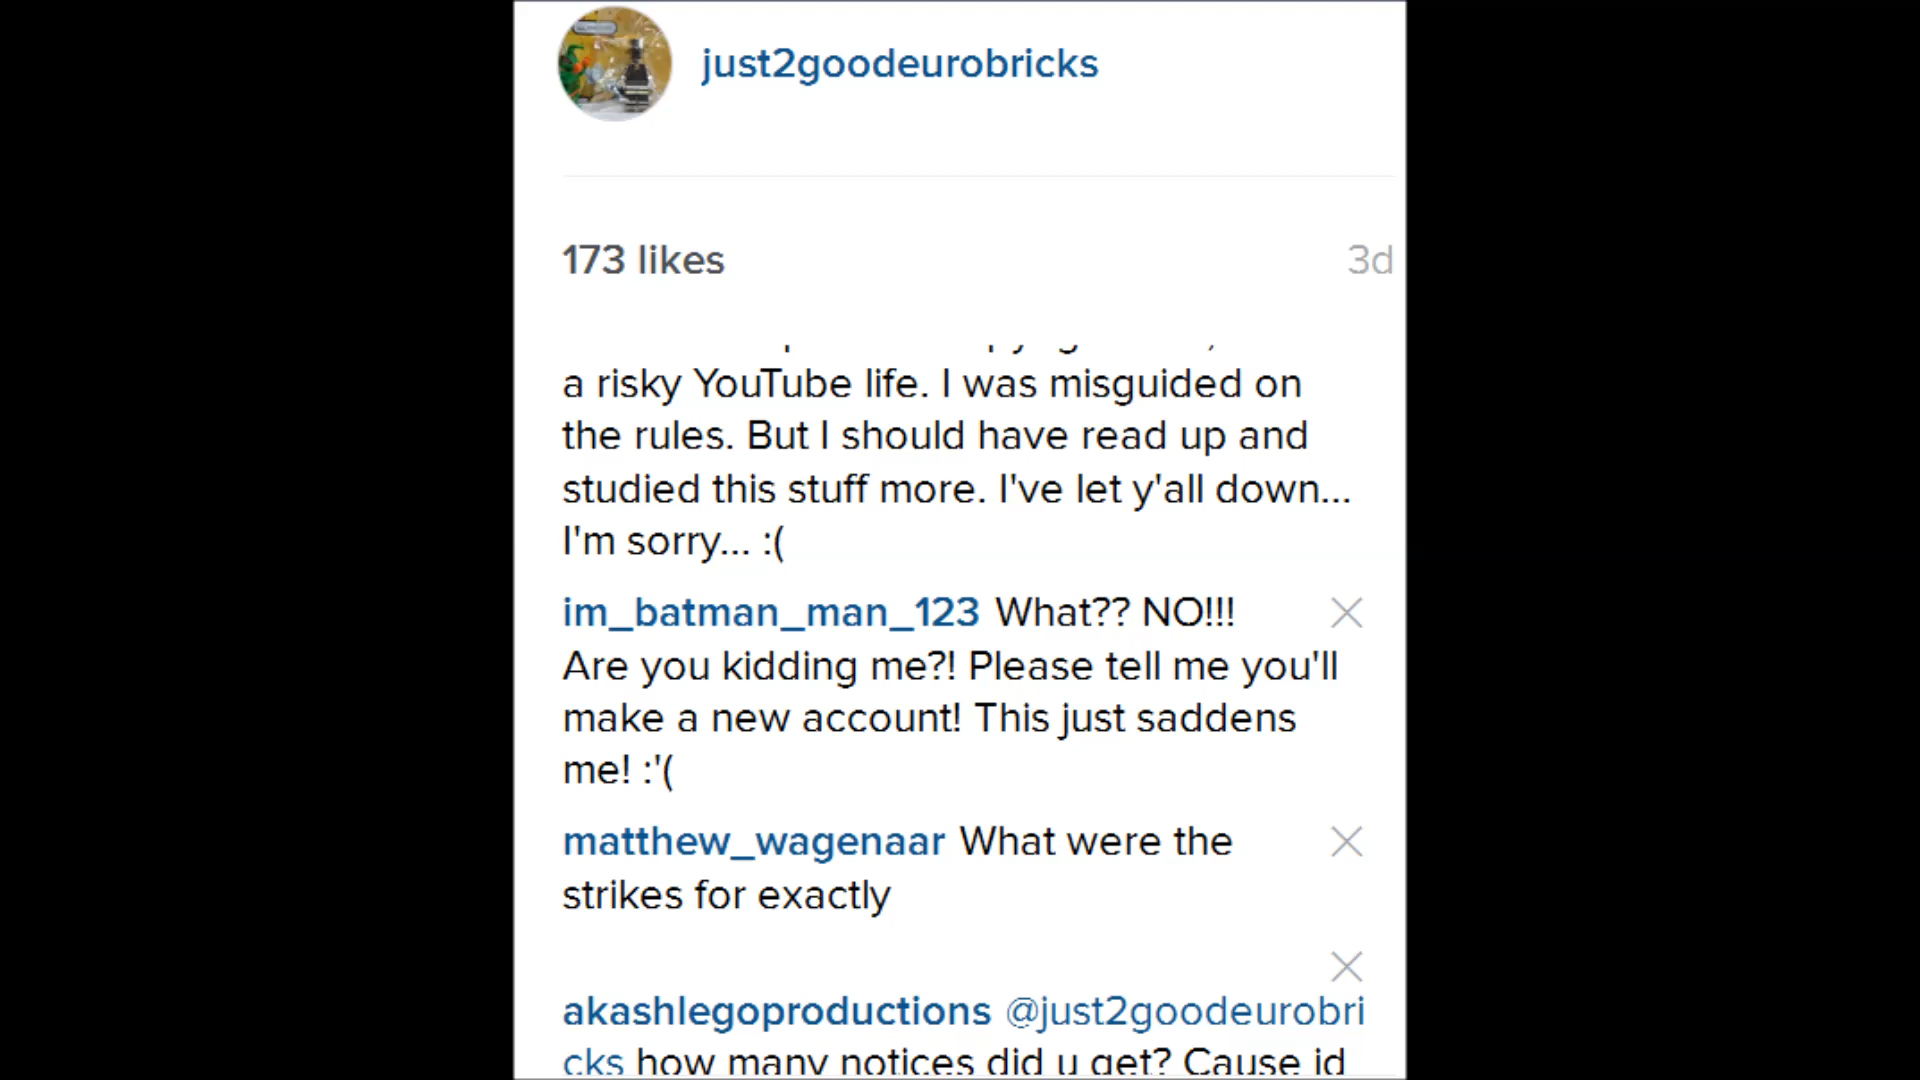 just2goodeurobricks
173 likes
3d
a risky YouTube life. I was misguided on
the rules. But I should have read up and
studied this stuff more. I've let y'all down...
I'm sorry... :(
im_batman_man_123 What?? NO!!!
Are you kidding me?! Please tell me you'll
make a new account! This just saddens
me! :'(
matthew_wagenaar What were the
strikes for exactly
akashlegoproductions @just2goodeurobri
cks how many notices did u get? Cause id